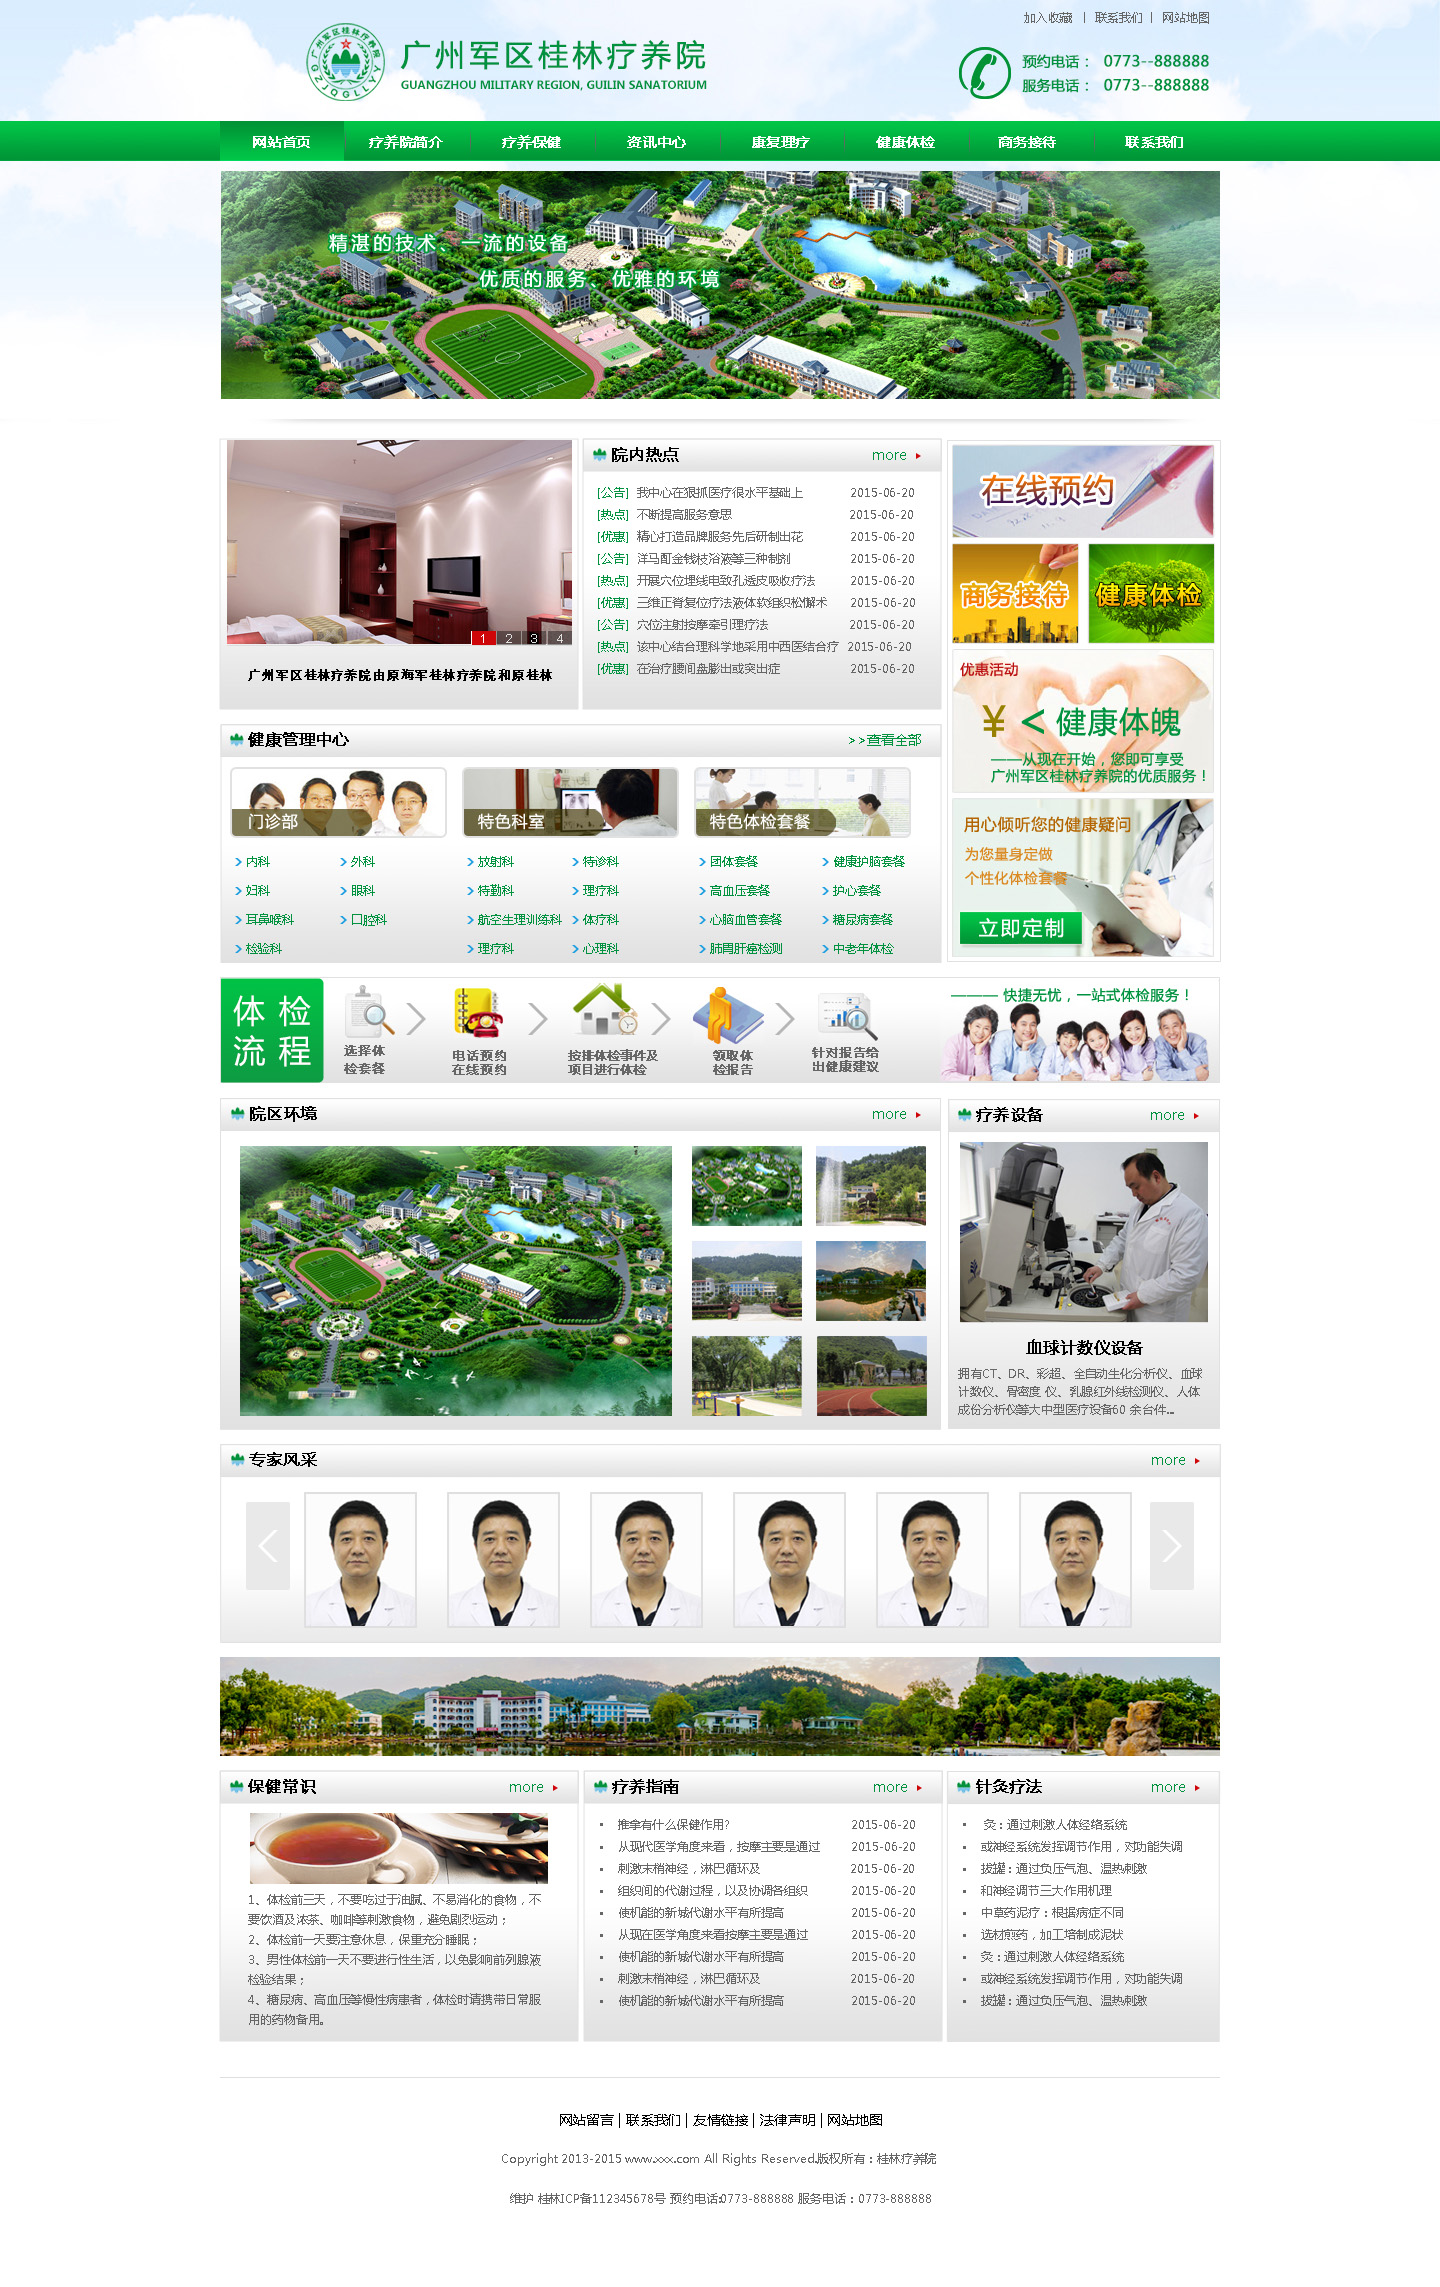 加入收藏 | 联系我们 | 网站地图
广州军区桂林疗养院
GUANGZHOU MILITARY REGION, GUILIN SANATORIUM
预约电话： 0773--888888
服务电话： 0773--888888
网站首页 疗养院简介 疗养保健 资讯中心 康复理疗 健康体检 商务接待 联系我们
精湛的技术、一流的设备
优质的服务、优雅的环境
1 2 3 4
广州军区桂林疗养院由原海军桂林疗养院和原桂林
院内热点 more
[公告] 我中心在狠抓医疗很水平基础上 2015-06-20
[热点] 不断提高服务意思 2015-06-20
[优惠] 精心打造品牌服务先后研制出花 2015-06-20
[公告] 洋马酊金钱枝浴液等三种制剂 2015-06-20
[热点] 开展穴位埋线电致孔透皮吸收疗法 2015-06-20
[优惠] 三维正脊复位疗法液体软组织松懈术 2015-06-20
[公告] 穴位注射按摩牵引理疗法 2015-06-20
[热点] 该中心结合理科学地采用中西医结合疗 2015-06-20
[优惠] 在治疗腰间盘膨出或突出症 2015-06-20
在线预约
商务接待 健康体检
优惠活动
¥ < 健康体魄
——从现在开始，您即可享受
广州军区桂林疗养院的优质服务！
用心倾听您的健康疑问
为您量身定做
个性化体检套餐
立即定制
健康管理中心 >>查看全部
门诊部 特色科室 特色体检套餐
内科 外科 放射科 特诊科 团体套餐 健康护脑套餐
妇科 眼科 特勤科 理疗科 高血压套餐 护心套餐
耳鼻喉科 口腔科 航空生理训练科 体疗科 心脑血管套餐 糖尿病套餐
检验科 理疗科 心理科 肺胃肝癌检测 中老年体检
体检
流程
选择体
检套餐
电话预约
在线预约
按排体检事件及
项目进行体检
领取体
检报告
针对报告给
出健康建议
——— 快捷无忧，一站式体检服务！
院区环境 more
疗养设备 more
血球计数仪设备
拥有CT、DR、彩超、全自动生化分析仪、血球
计数仪、骨密度 仪、乳腺红外线检测仪、人体
成份分析仪等大中型医疗设备60 余台件...
专家风采 more
保健常识 more
1、体检前三天，不要吃过于油腻、不易消化的食物，不
要饮酒及浓茶、咖啡等刺激食物，避免剧烈运动；
2、体检前一天要注意休息，保重充分睡眠；
3、男性体检前一天不要进行性生活，以免影响前列腺液
检验结果；
4、糖尿病、高血压等慢性病患者，体检时请携带日常服
用的药物备用。
疗养指南 more
推拿有什么保健作用? 2015-06-20
从现代医学角度来看，按摩主要是通过 2015-06-20
刺激末梢神经，淋巴循环及 2015-06-20
组织间的代谢过程，以及协调各组织 2015-06-20
使机能的新城代谢水平有所提高 2015-06-20
从现在医学角度来看按摩主要是通过 2015-06-20
使机能的新城代谢水平有所提高 2015-06-20
刺激末梢神经，淋巴循环及 2015-06-20
使机能的新城代谢水平有所提高 2015-06-20
针灸疗法 more
灸：通过刺激人体经络系统
或神经系统发挥调节作用，对功能失调
拔罐：通过负压气泡、温热刺激
和神经调节三大作用机理
中草药泥疗：根据病症不同
选材煎药，加工培制成泥状
灸：通过刺激人体经络系统
或神经系统发挥调节作用，对功能失调
拔罐：通过负压气泡、温热刺激
网站留言 | 联系我们 | 友情链接 | 法律声明 | 网站地图
Copyright 2013-2015 www.xxx.com All Rights Reserved.版权所有：桂林疗养院
维护 桂林ICP备112345678号 预约电话:0773-888888 服务电话：0773-888888